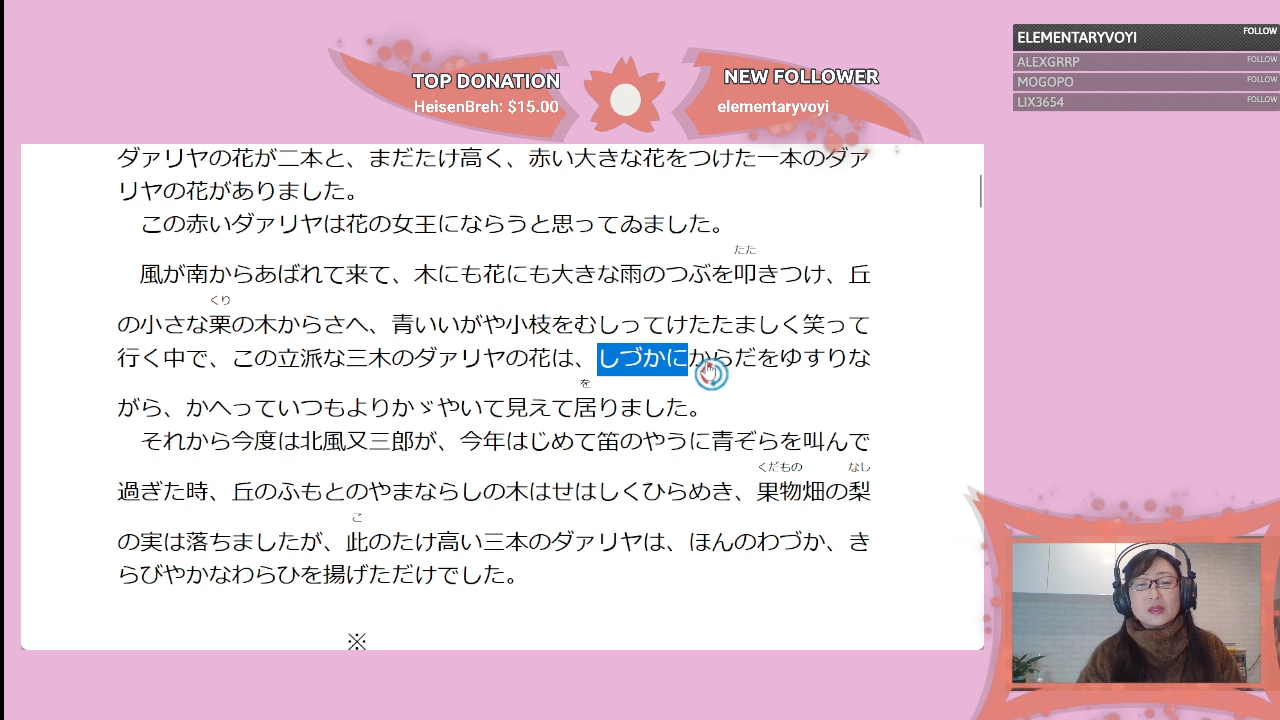 TOP DONATION
HeisenBreh: $15.00
NEW FOLLOWER
elementaryvoyi
ELEMENTARYVOYI FOLLOW
ALEXGRRP FOLLOW
MOGOPO FOLLOW
LIX3654 FOLLOW
ダァリヤの花が二本と、まだたけ高く、赤い大きな花をつけた一本のダァ
リヤの花がありました。
この赤いダァリヤは花の女王にならうと思ってゐました。
たた
風が南からあばれて来て、木にも花にも大きな雨のつぶを叩きつけ、丘
くり
の小さな栗の木からさへ、青いいがや小枝をむしってけたたましく笑って
行く中で、この立派な三本のダァリヤの花は、しづかにからだをゆすりな
を
がら、かへっていつもよりかゞやいて見えて居りました。
それから今度は北風又三郎が、今年はじめて笛のやうに青ぞらを叫んで
くだもの なし
過ぎた時、丘のふもとのやまならしの木はせはしくひらめき、果物畑の梨
こ
の実は落ちましたが、此のたけ高い三本のダァリヤは、ほんのわづか、き
らびやかなわらひを揚げただけでした。
※